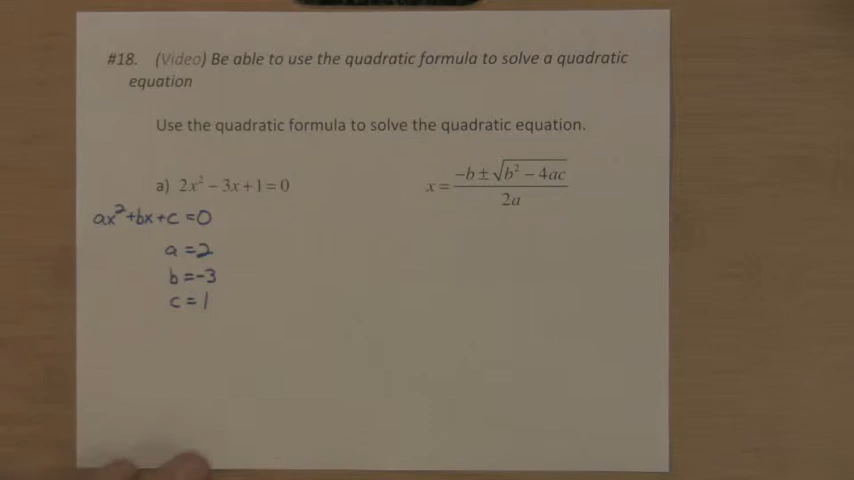 #18. (Video) Be able to use the quadratic formula to solve a quadratic
equation
Use the quadratic formula to solve the quadratic equation.
a) 2x² − 3x + 1 = 0
x = (−b ± √(b² − 4ac)) / 2a
ax² + bx + c = 0
a = 2
b = −3
c = 1